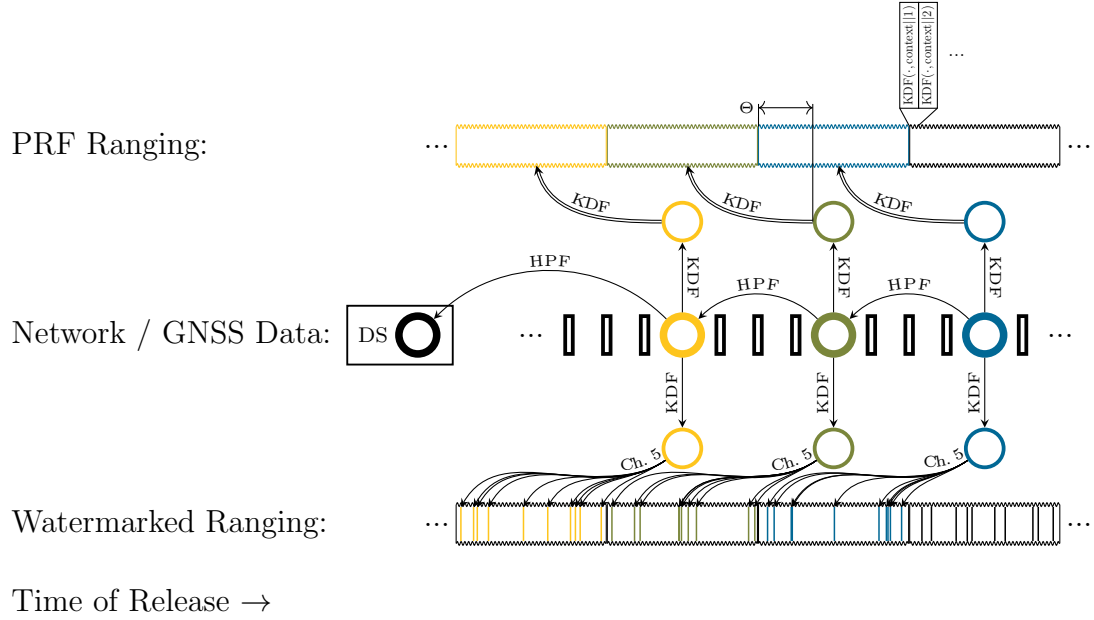 KDF(·,context||1)
KDF(·,context||2)
...
Θ
PRF Ranging:
...
...
KDF
KDF
KDF
HPF
KDF
HPF
KDF
HPF
KDF
Network / GNSS Data:
DS
...
...
KDF
KDF
KDF
Ch. 5
Ch. 5
Ch. 5
Watermarked Ranging:
...
...
Time of Release →